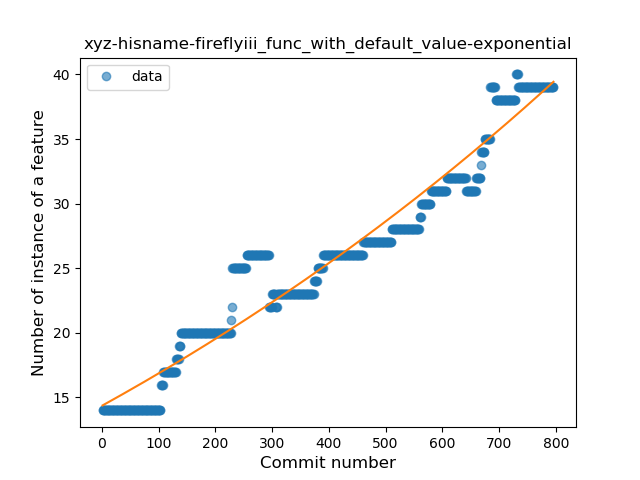 xyz-hisname-fireflyiii_func_with_default_value-exponential
data
40
35
30
25
20
15
Number of instance of a feature
0 100 200 300 400 500 600 700 800
Commit number